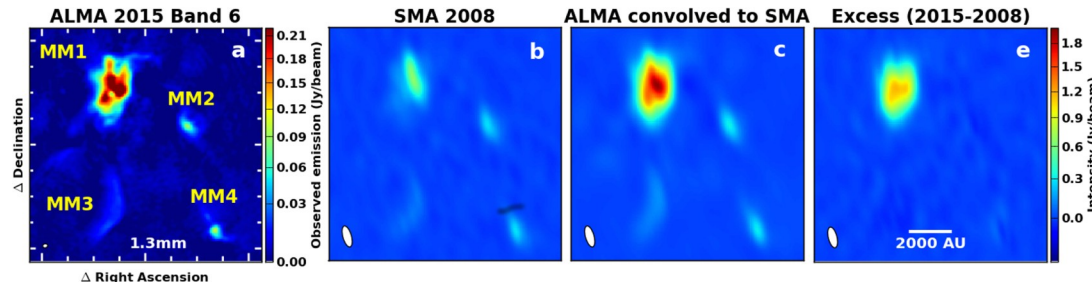 ALMA 2015 Band 6
SMA 2008
ALMA convolved to SMA
Excess (2015-2008)
MM1
a
MM2
MM3
MM4
1.3mm
Δ Declination
Δ Right Ascension
0.21
0.18
0.15
0.12
0.09
0.06
0.03
0.00
Observed emission (Jy/beam)
b
c
e
2000 AU
1.8
1.5
1.2
0.9
0.6
0.3
0.0
Intensity (Jy/beam)